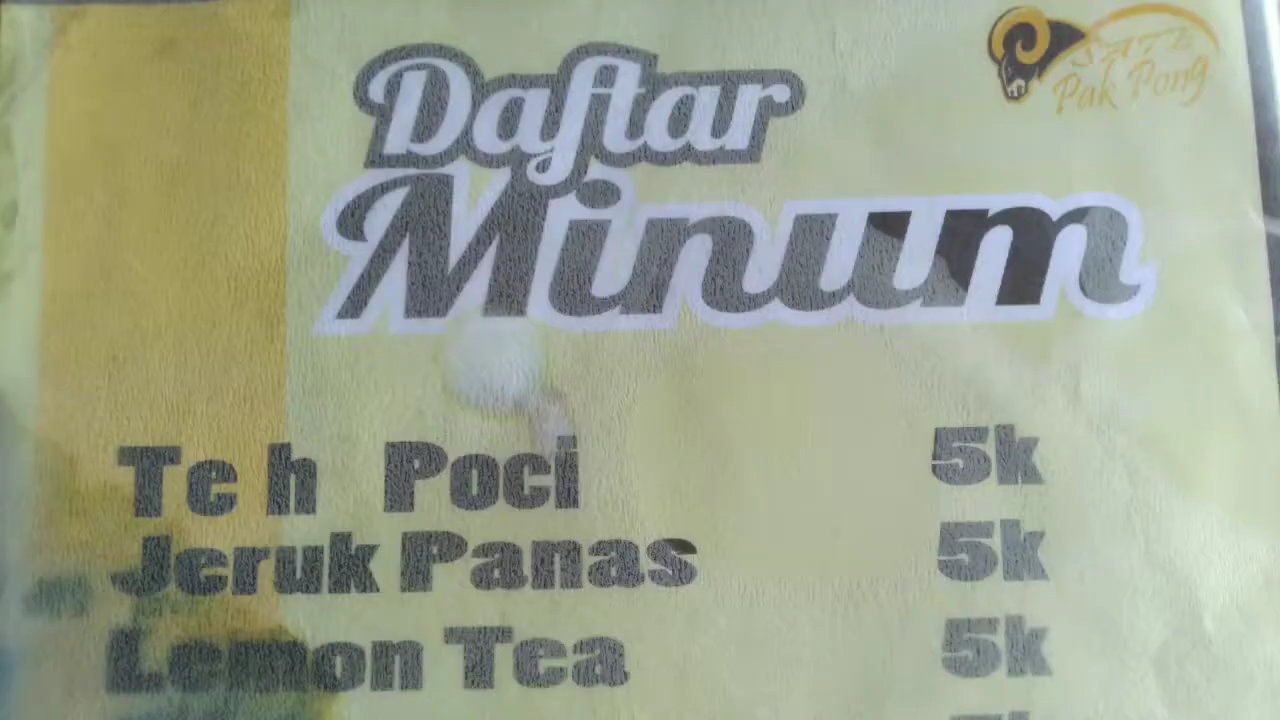 SATE
Pak Pong
Daftar
Minum
Teh Poci 5k
Jeruk Panas 5k
Lemon Tea 5k